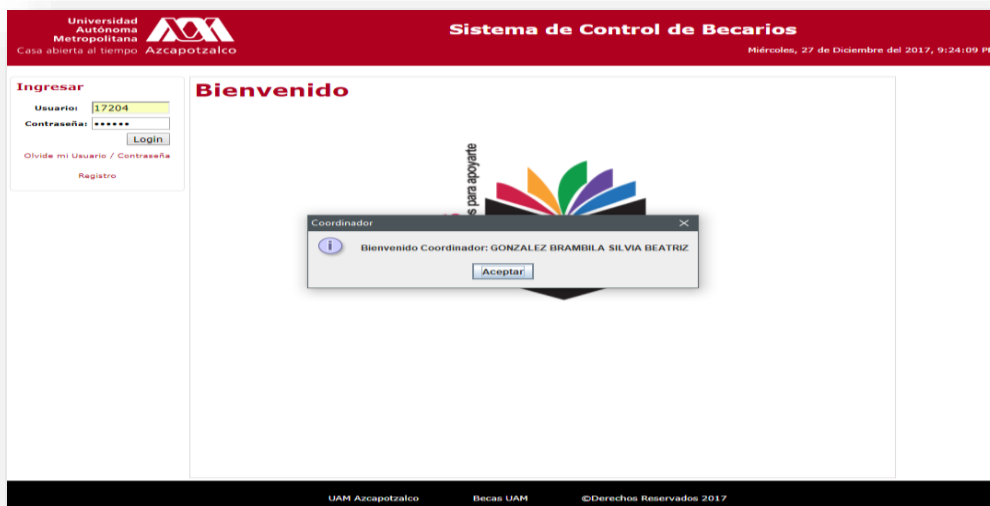 Universidad
Autónoma
Metropolitana
Casa abierta al tiempo Azcapotzalco
Sistema de Control de Becarios
Miércoles, 27 de Diciembre del 2017, 9:24:09
Ingresar
Usuario: 17204
Contraseña: ••••••
Login
Olvide mi Usuario / Contraseña
Registro
Bienvenido
para apoyarte
Coordinador
Bienvenido Coordinador: GONZALEZ BRAMBILA SILVIA BEATRIZ
Aceptar
UAM Azcapotzalco Becas UAM ©Derechos Reservados 2017